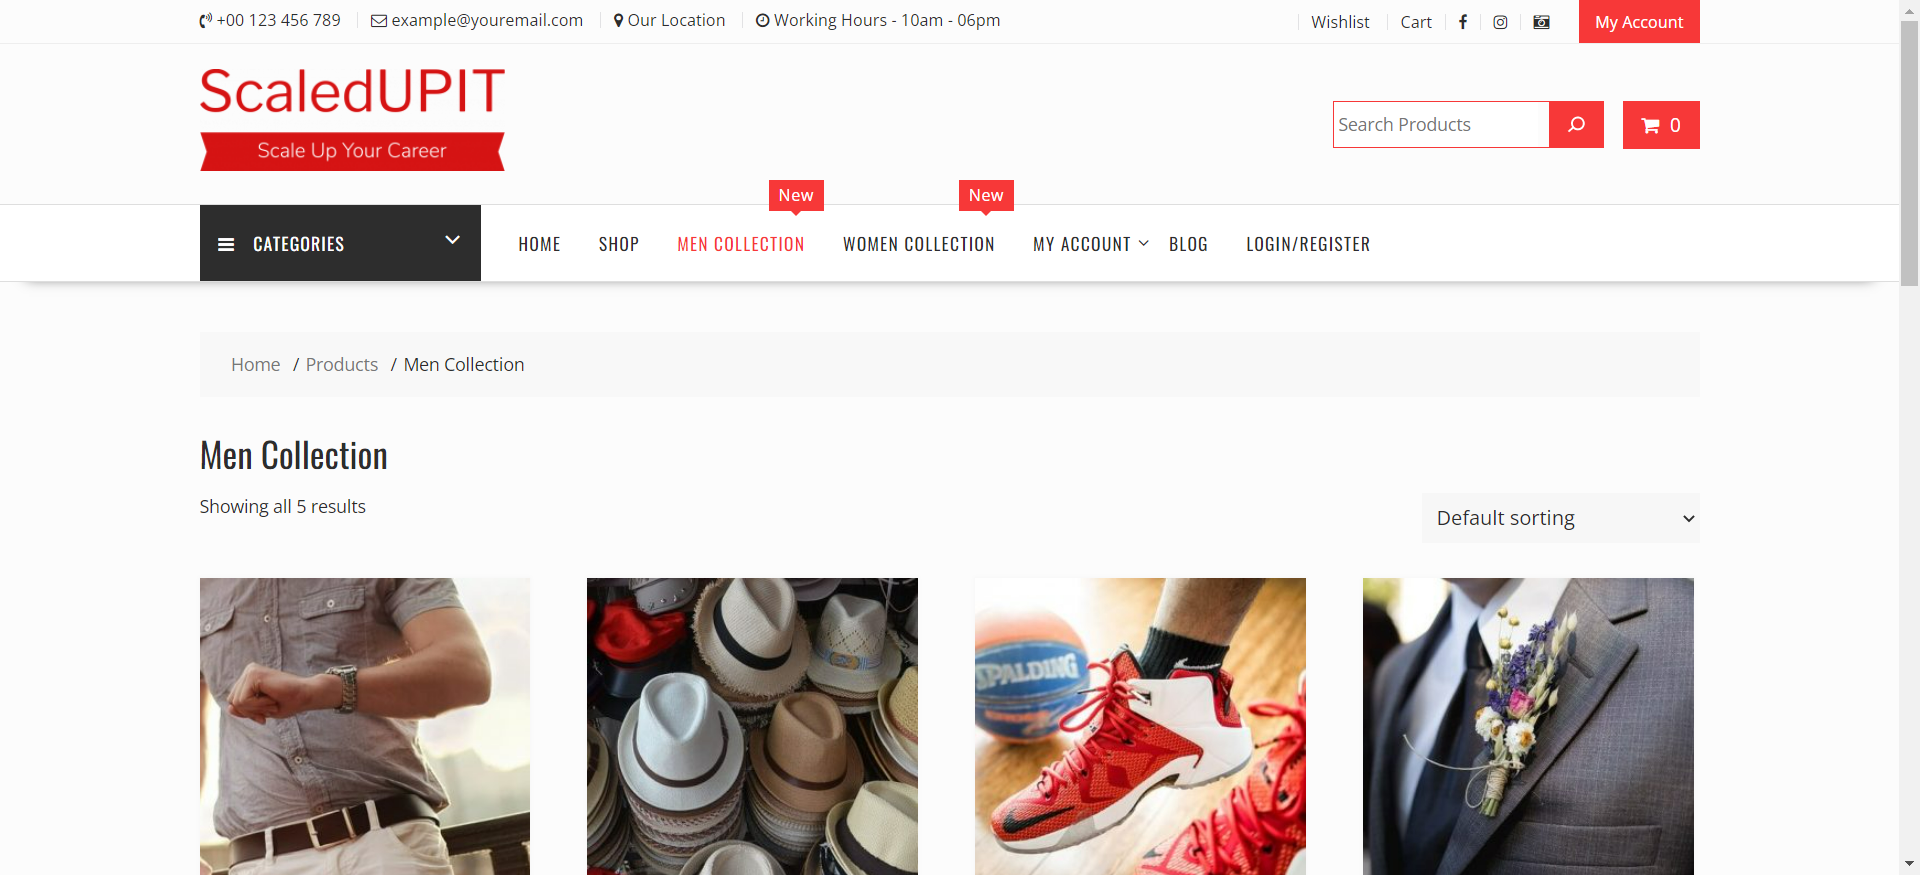 +00 123 456 789 example@youremail.com Our Location Working Hours - 10am - 06pm Wishlist Cart My Account
ScaledUPIT
Scale Up Your Career
Search Products 0
New New
CATEGORIES HOME SHOP MEN COLLECTION WOMEN COLLECTION MY ACCOUNT BLOG LOGIN/REGISTER
Home / Products / Men Collection
Men Collection
Showing all 5 results
Default sorting
SPALDING